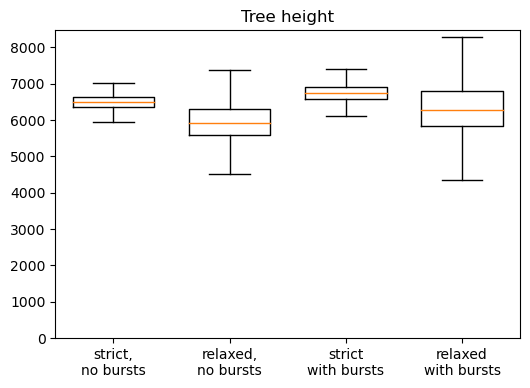 Tree height
8000
7000
6000
5000
4000
3000
2000
1000
0
strict,
no bursts
relaxed,
no bursts
strict
with bursts
relaxed
with bursts